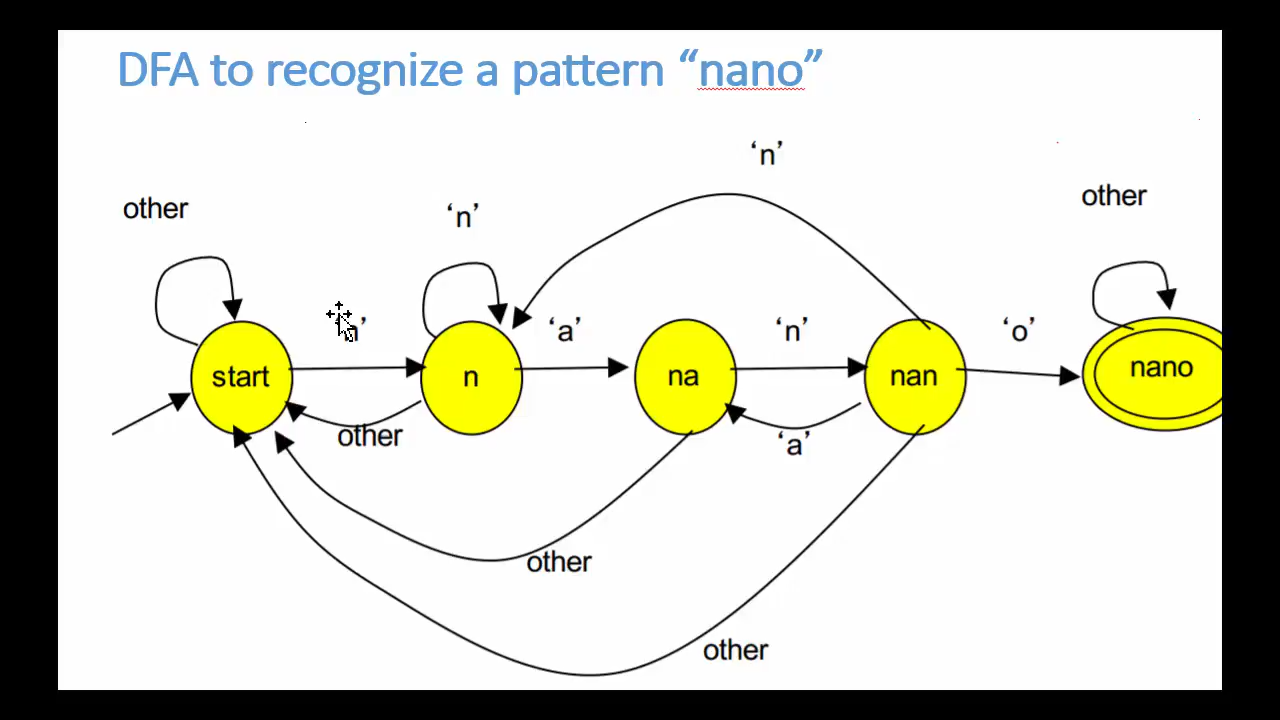 DFA to recognize a pattern “nano”
‘n’
other
other
‘n’
‘n’
‘a’
‘n’
‘o’
start
n
na
nan
nano
other
‘a’
other
other